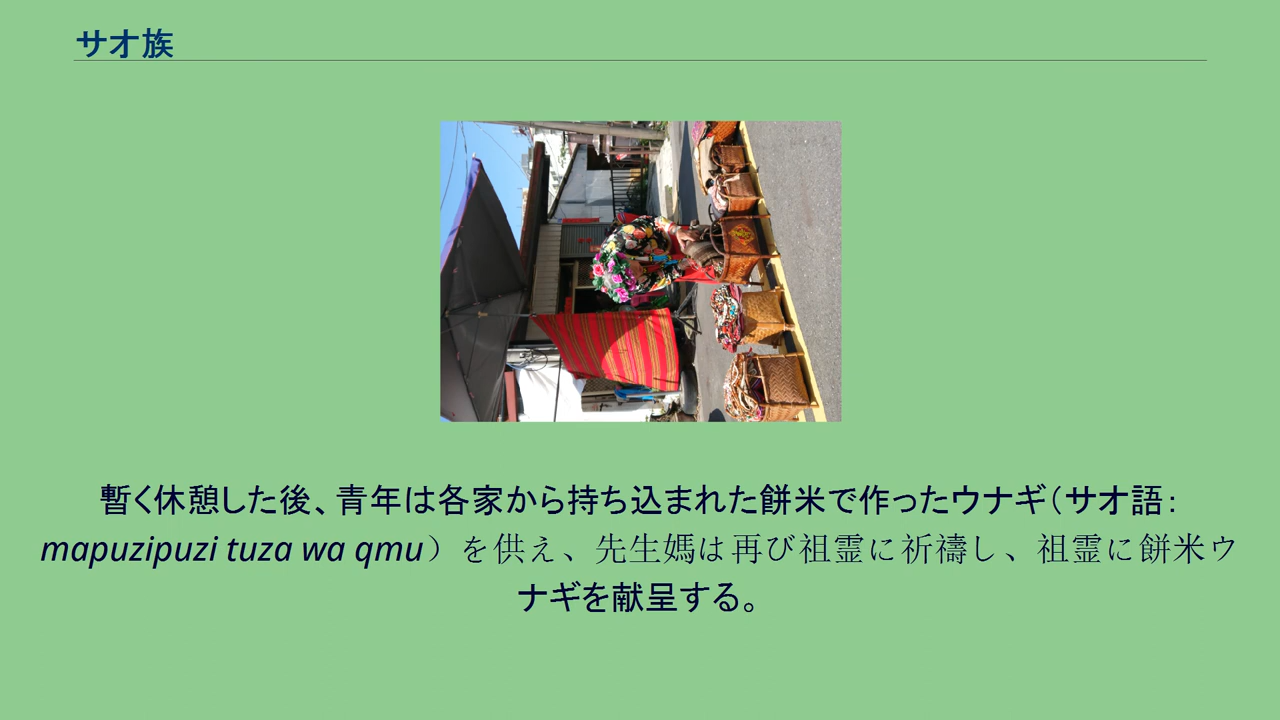 サオ族
暫く休憩した後、青年は各家から持ち込まれた餅米で作ったウナギ（サオ語：
mapuzipuzi tuza wa qmu）を供え、先生媽は再び祖霊に祈禱し、祖霊に餅米ウ
ナギを献呈する。